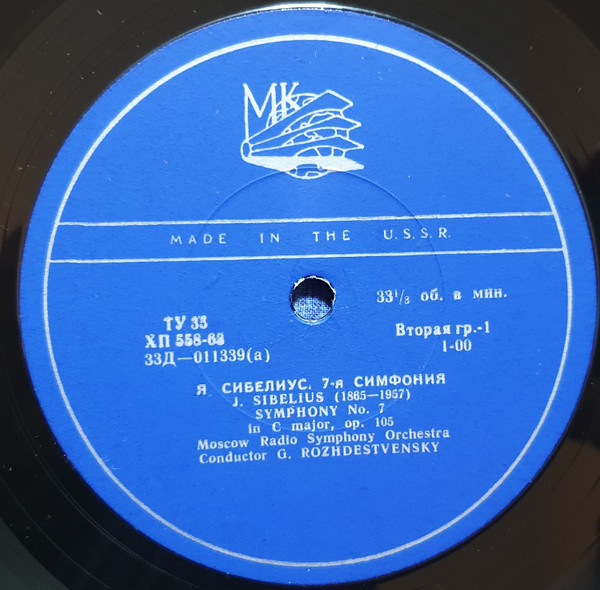 МК
MADE IN THE U.S.S.R.
33⅓ об. в мин.
ТУ 35
ХП 558-63
33Д—011339(а)
Вторая гр.-1
1-00
Я. СИБЕЛИУС. 7-я СИМФОНИЯ
J. SIBELIUS (1865—1957)
SYMPHONY No. 7
in C major, op. 105
Moscow Radio Symphony Orchestra
Conductor G. ROZHDESTVENSKY